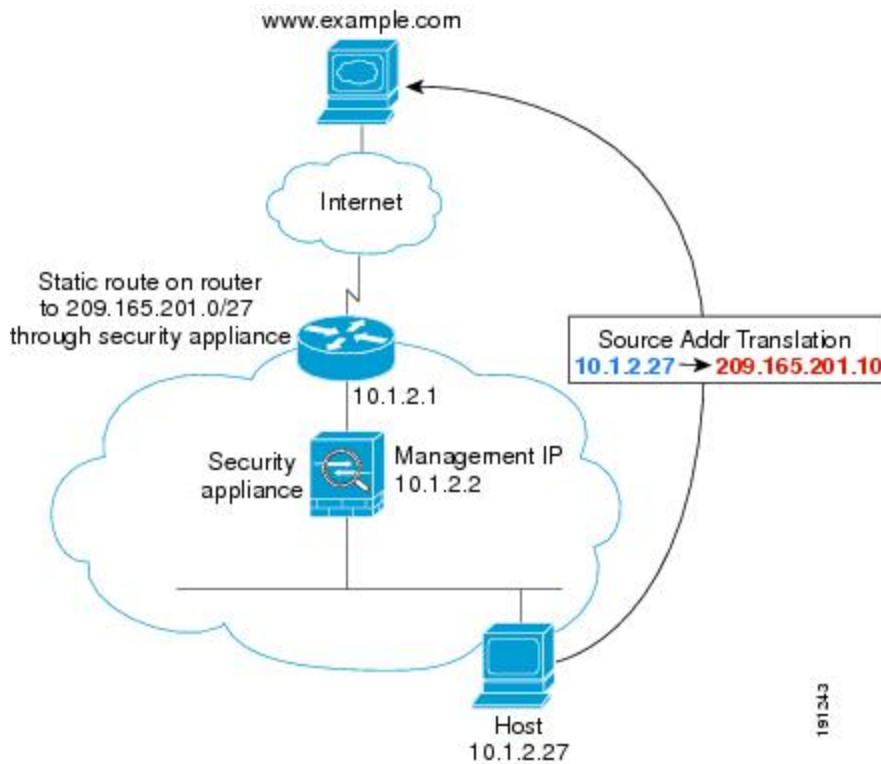 www.example.com
Internet
Static route on router
to 209.165.201.0/27
through security appliance
Source Addr Translation
10.1.2.27 → 209.165.201.10
10.1.2.1
Security
appliance
Management IP
10.1.2.2
Host
10.1.2.27
191243